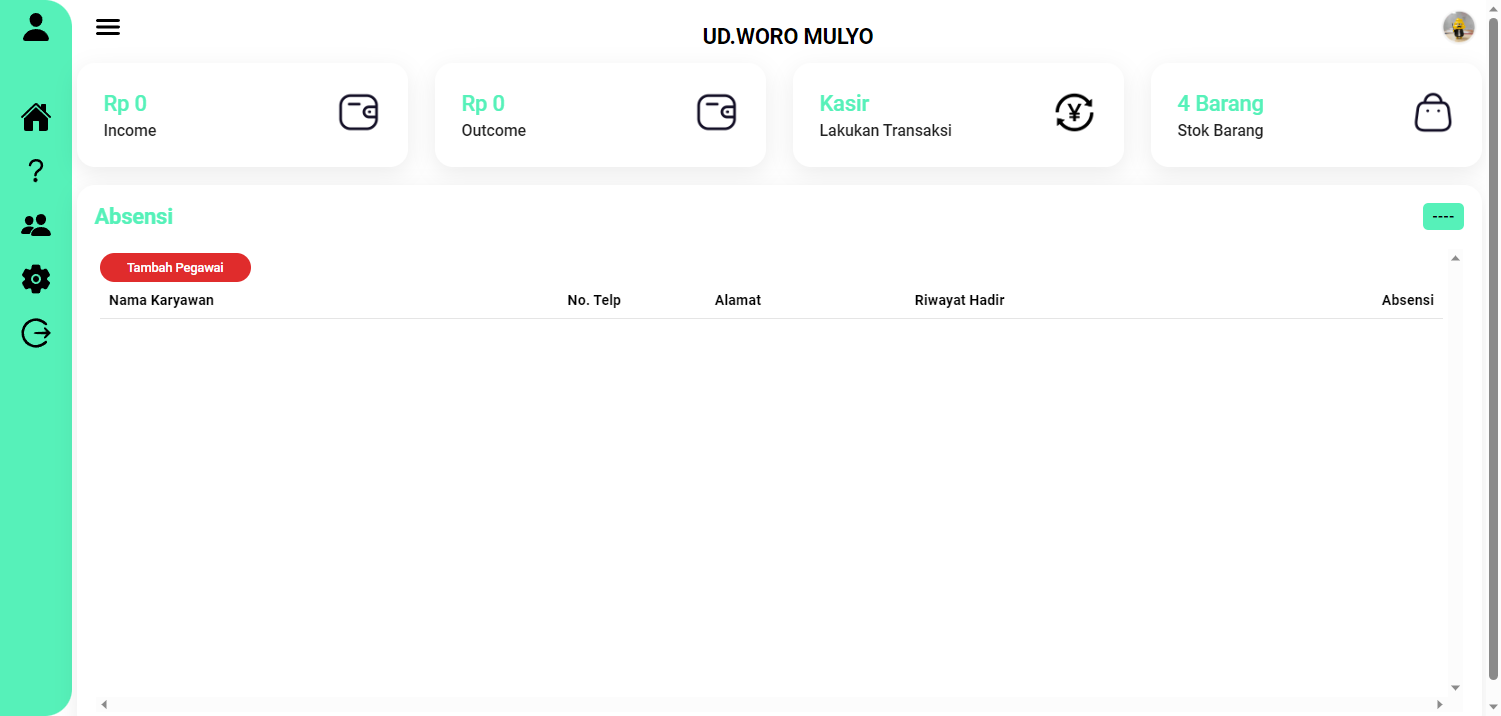 UD.WORO MULYO
Rp 0
Income
Rp 0
Outcome
Kasir
Lakukan Transaksi
4 Barang
Stok Barang
Absensi
----
Tambah Pegawai
Nama Karyawan No. Telp Alamat Riwayat Hadir Absensi